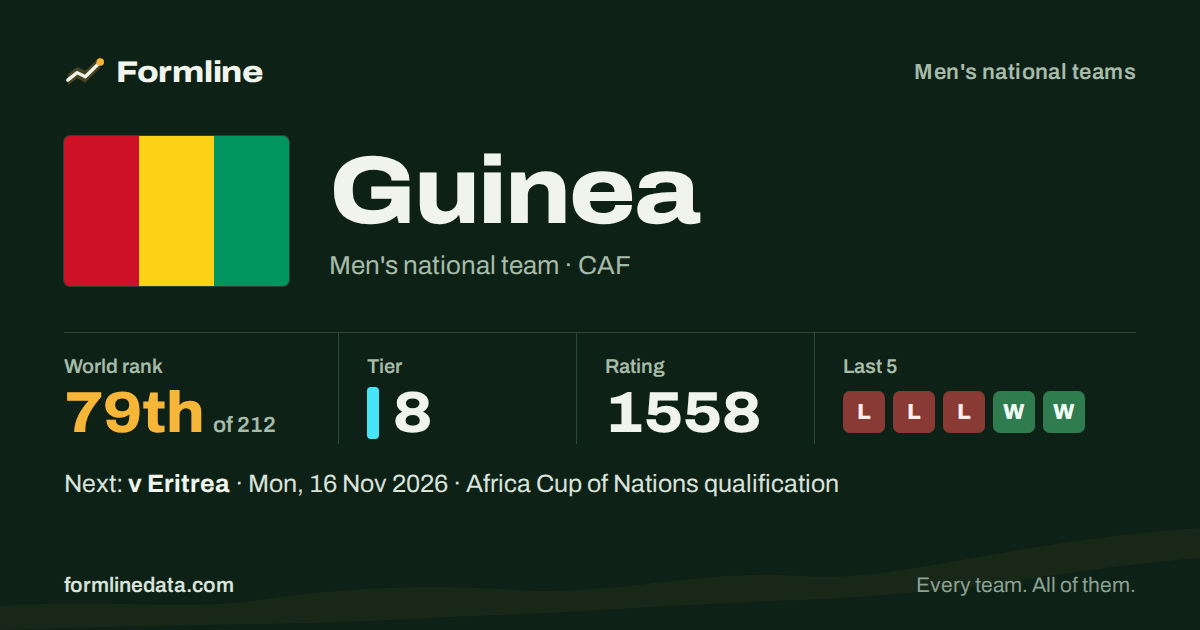 Formline
Men's national teams
Guinea
Men's national team · CAF
World rank
79th of 212
Tier
8
Rating
1558
Last 5
L L L W W
Next: v Eritrea · Mon, 16 Nov 2026 · Africa Cup of Nations qualification
formlinedata.com
Every team. All of them.